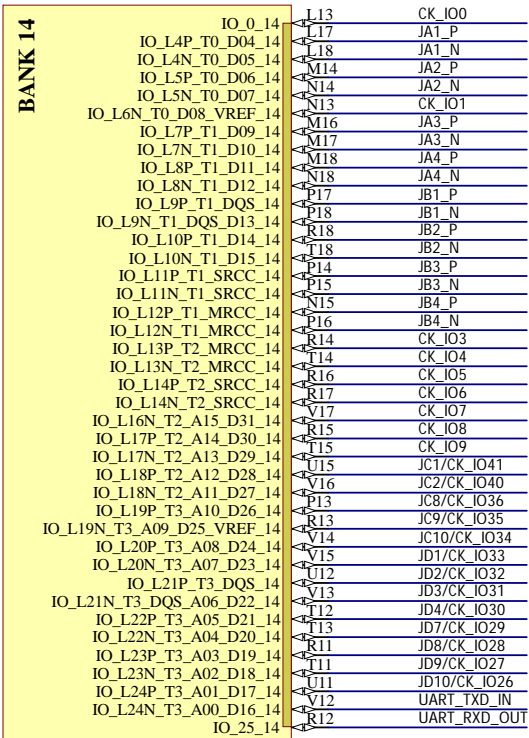 BANK 14
IO_0_14 L13 CK_IO0
IO_L4P_T0_D04_14 L17 JA1_P
IO_L4N_T0_D05_14 L18 JA1_N
IO_L5P_T0_D06_14 M14 JA2_P
IO_L5N_T0_D07_14 N14 JA2_N
IO_L6N_T0_D08_VREF_14 N13 CK_IO1
IO_L7P_T1_D09_14 M16 JA3_P
IO_L7N_T1_D10_14 M17 JA3_N
IO_L8P_T1_D11_14 M18 JA4_P
IO_L8N_T1_D12_14 N18 JA4_N
IO_L9P_T1_DQS_14 P17 JB1_P
IO_L9N_T1_DQS_D13_14 P18 JB1_N
IO_L10P_T1_D14_14 R18 JB2_P
IO_L10N_T1_D15_14 T18 JB2_N
IO_L11P_T1_SRCC_14 P14 JB3_P
IO_L11N_T1_SRCC_14 P15 JB3_N
IO_L12P_T1_MRCC_14 N15 JB4_P
IO_L12N_T1_MRCC_14 P16 JB4_N
IO_L13P_T2_MRCC_14 R14 CK_IO3
IO_L13N_T2_MRCC_14 T14 CK_IO4
IO_L14P_T2_SRCC_14 R16 CK_IO5
IO_L14N_T2_SRCC_14 R17 CK_IO6
IO_L16N_T2_A15_D31_14 V17 CK_IO7
IO_L17P_T2_A14_D30_14 R15 CK_IO8
IO_L17N_T2_A13_D29_14 T15 CK_IO9
IO_L18P_T2_A12_D28_14 U15 JC1/CK_IO41
IO_L18N_T2_A11_D27_14 V16 JC2/CK_IO40
IO_L19P_T3_A10_D26_14 P13 JC8/CK_IO36
IO_L19N_T3_A09_D25_VREF_14 R13 JC9/CK_IO35
IO_L20P_T3_A08_D24_14 V14 JC10/CK_IO34
IO_L20N_T3_A07_D23_14 V15 JD1/CK_IO33
IO_L21P_T3_DQS_14 U12 JD2/CK_IO32
IO_L21N_T3_DQS_A06_D22_14 V13 JD3/CK_IO31
IO_L22P_T3_A05_D21_14 T12 JD4/CK_IO30
IO_L22N_T3_A04_D20_14 T13 JD7/CK_IO29
IO_L23P_T3_A03_D19_14 R11 JD8/CK_IO28
IO_L23N_T3_A02_D18_14 T11 JD9/CK_IO27
IO_L24P_T3_A01_D17_14 U11 JD10/CK_IO26
IO_L24N_T3_A00_D16_14 V12 UART_TXD_IN
IO_25_14 R12 UART_RXD_OUT